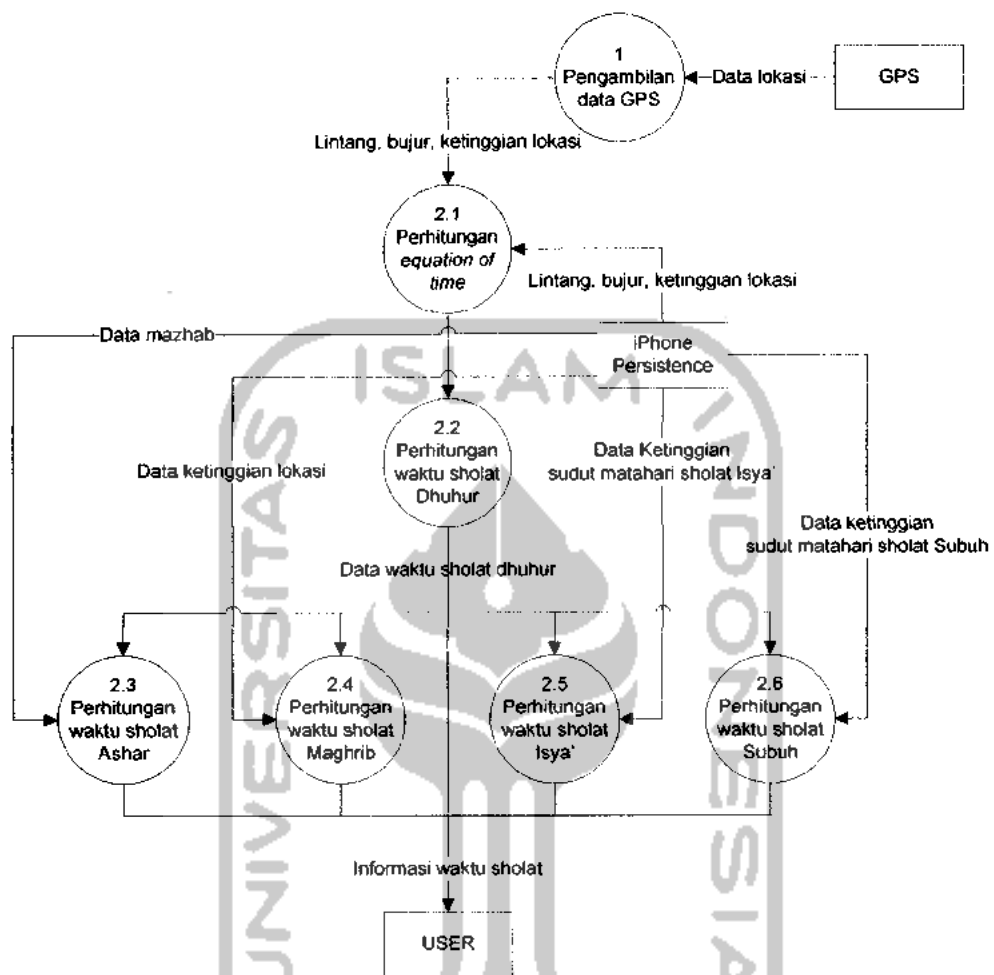 1
Pengambilan
data GPS
Data lokasi
GPS
Lintang, bujur, ketinggian lokasi
2.1
Perhitungan
equation of
time
Lintang, bujur, ketinggian lokasi
Data mazhab
iPhone
Persistence
ISLAM
2.2
Perhitungan
waktu sholat
Dhuhur
Data ketinggian lokasi
Data Ketinggian
sudut matahari sholat Isya'
Data ketinggian
sudut matahari sholat Subuh
Data waktu sholat dhuhur
2.3
Perhitungan
waktu sholat
Ashar
2.4
Perhitungan
waktu sholat
Maghrib
2.5
Perhitungan
waktu sholat
Isya'
2.6
Perhitungan
waktu sholat
Subuh
Informasi waktu sholat
USER
UNIVERSITAS
INDONESIA